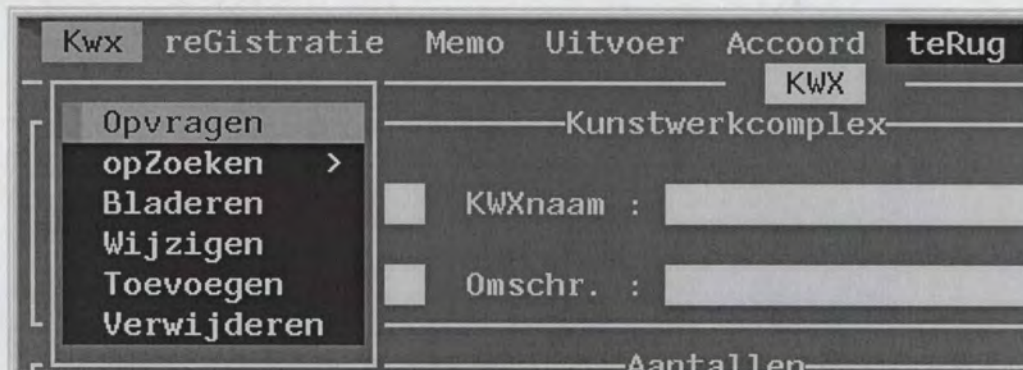 Kwx reGistratie Memo Uitvoer Accoord teRug
KWX
Opvragen
opZoeken >
Bladeren
Wijzigen
Toevoegen
Verwijderen
Kunstwerkcomplex
KWXnaam :
Omschr. :
Aantallen